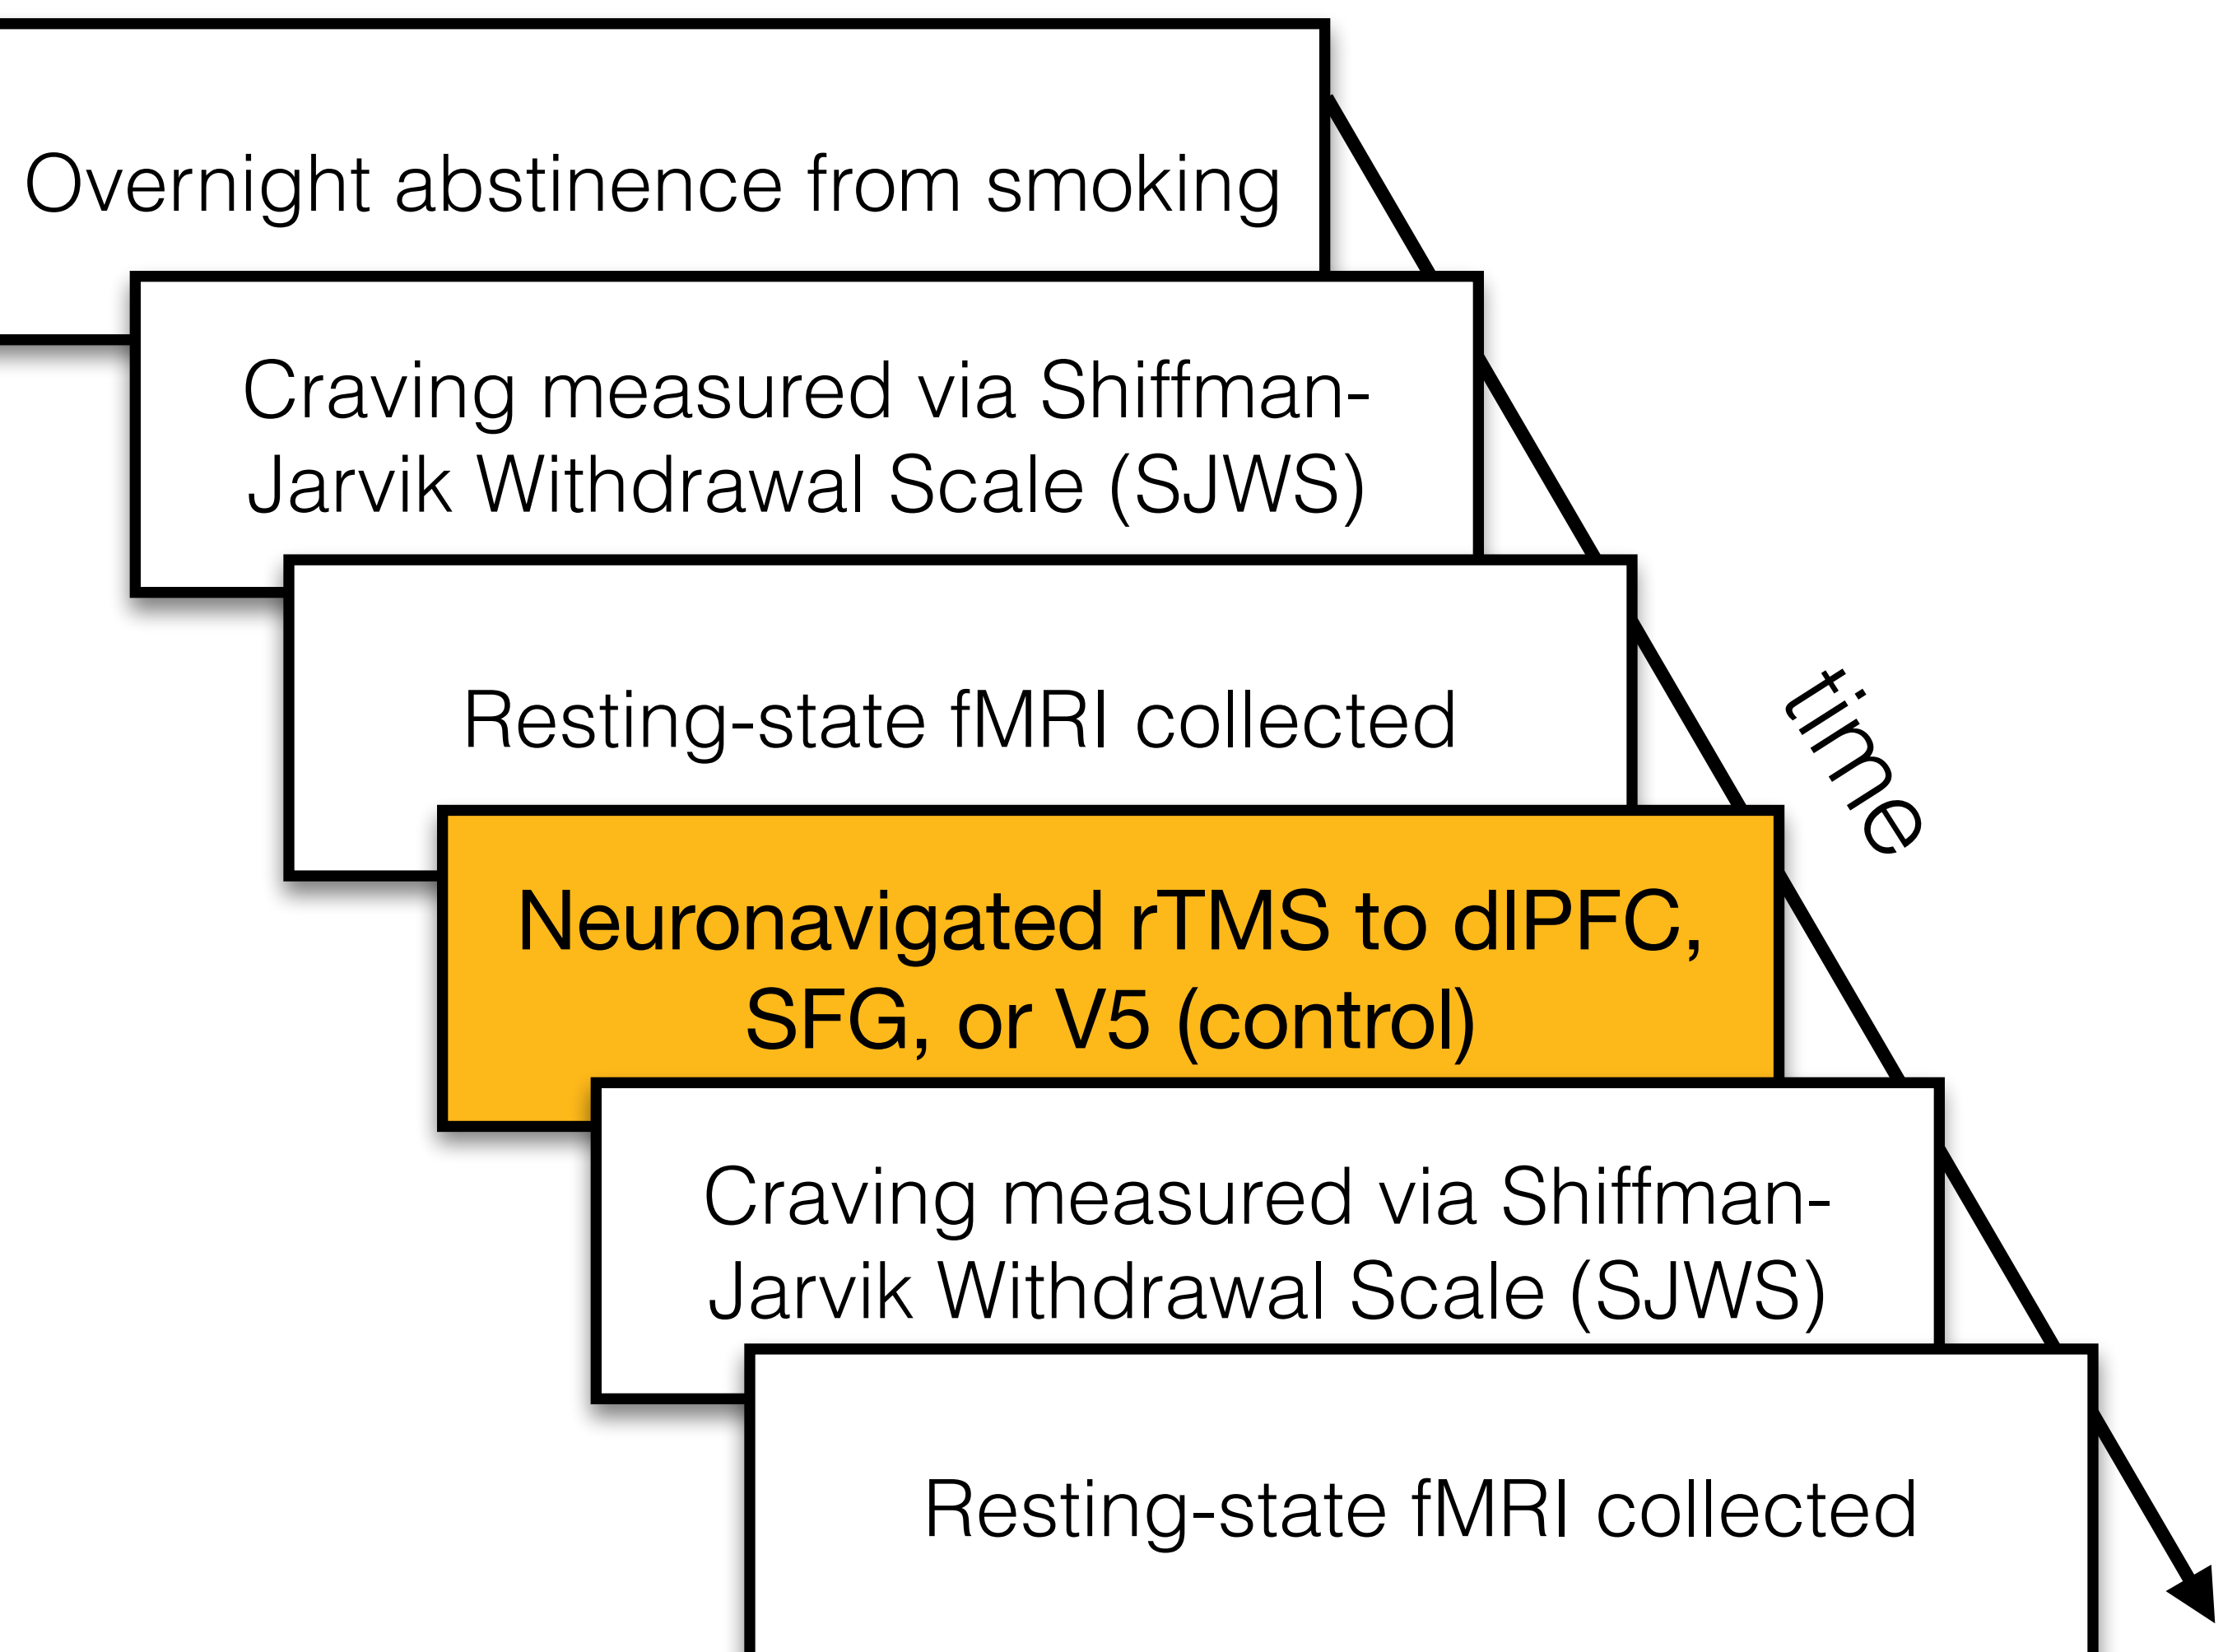 Overnight abstinence from smoking
Craving measured via Shiffman-
Jarvik Withdrawal Scale (SJWS)
Resting-state fMRI collected
time
Neuronavigated rTMS to dlPFC,
SFG, or V5 (control)
Craving measured via Shiffman-
Jarvik Withdrawal Scale (SJWS)
Resting-state fMRI collected